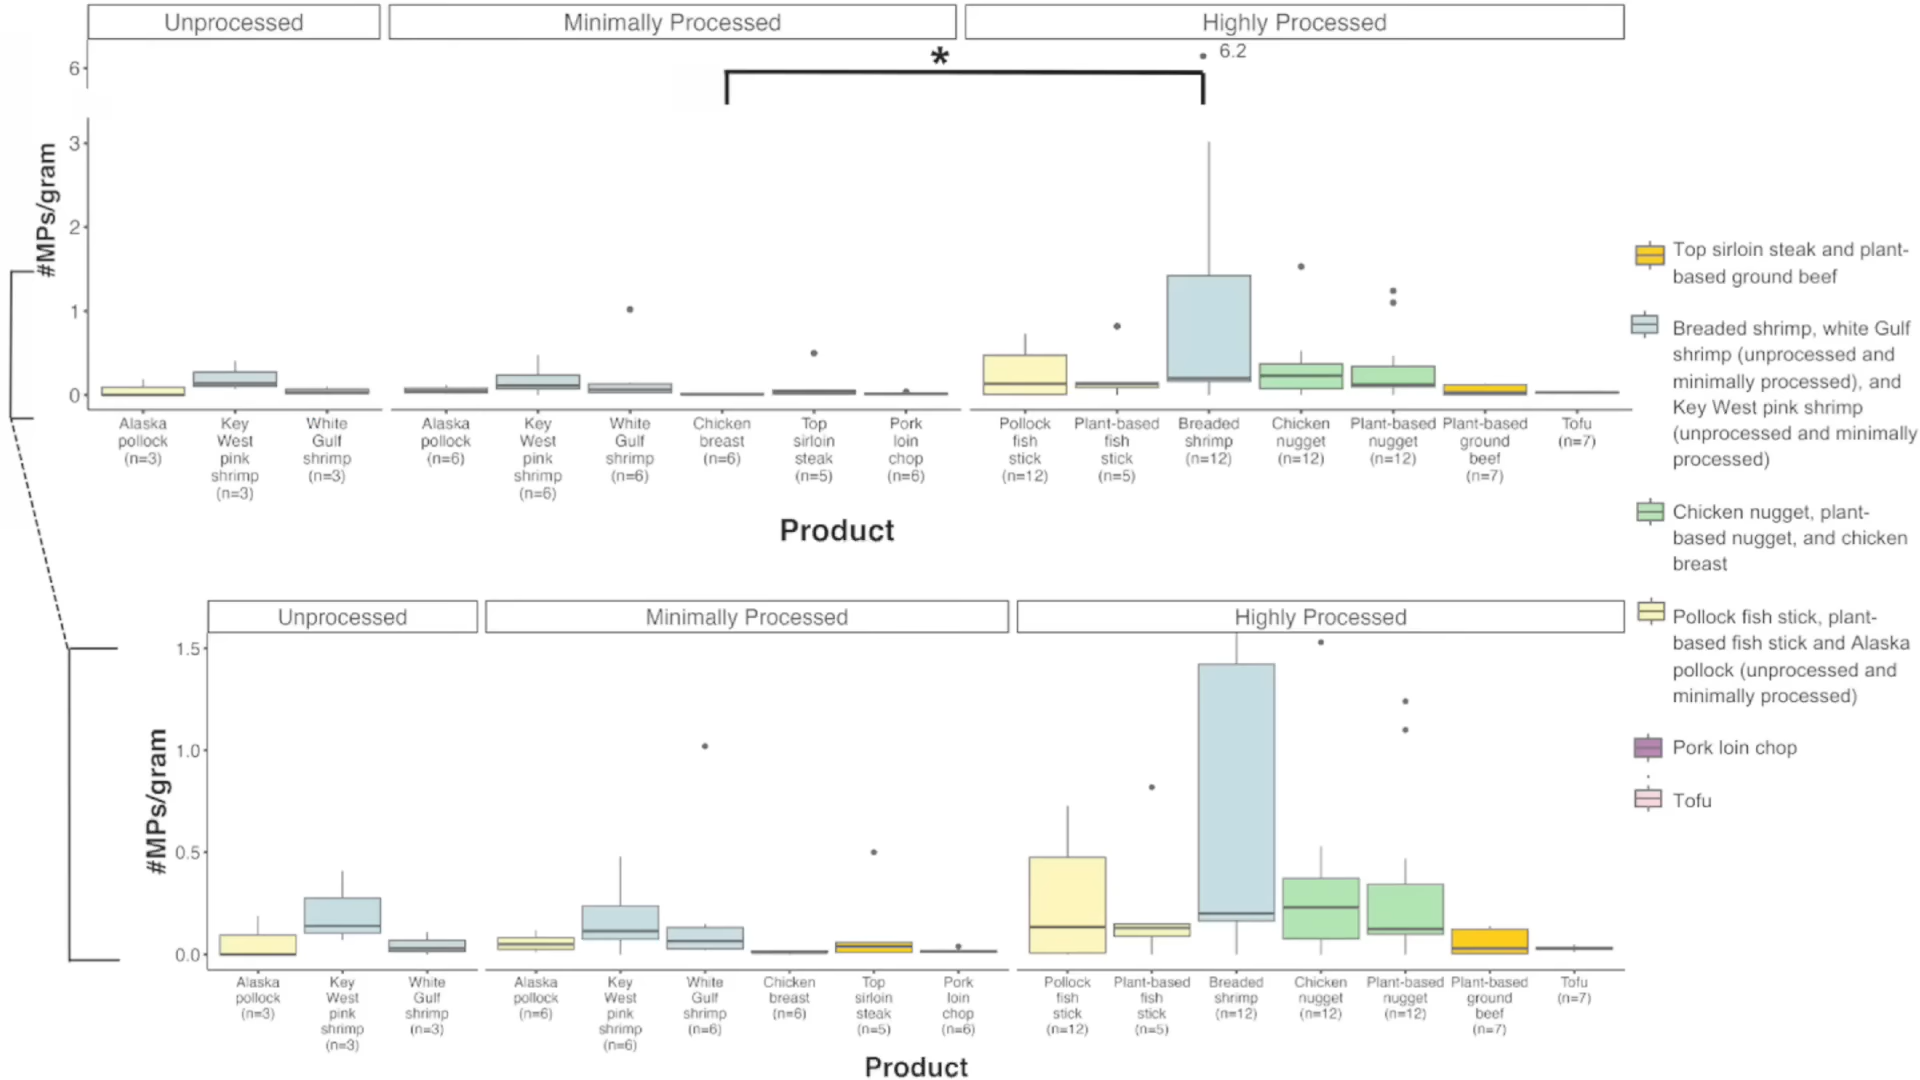 Unprocessed
Minimally Processed
Highly Processed
6.2
*
6
3
2
1
0
#MPs/gram
Alaska
pollock
(n=3)
Key
West
pink
shrimp
(n=3)
White
Gulf
shrimp
(n=3)
Alaska
pollock
(n=6)
Key
West
pink
shrimp
(n=6)
White
Gulf
shrimp
(n=6)
Chicken
breast
(n=6)
Top
sirloin
steak
(n=5)
Pork
loin
chop
(n=6)
Pollock
fish
stick
(n=12)
Plant-based
fish
stick
(n=5)
Breaded
shrimp
(n=12)
Chicken
nugget
(n=12)
Plant-based
nugget
(n=12)
Plant-based
ground
beef
(n=7)
Tofu
(n=7)
Product
Top sirloin steak and plant-
based ground beef
Breaded shrimp, white Gulf
shrimp (unprocessed and
minimally processed), and
Key West pink shrimp
(unprocessed and minimally
processed)
Chicken nugget, plant-
based nugget, and chicken
breast
Pollock fish stick, plant-
based fish stick and Alaska
pollock (unprocessed and
minimally processed)
Pork loin chop
Tofu
Unprocessed
Minimally Processed
Highly Processed
1.5
1.0
0.5
0.0
#MPs/gram
Alaska
pollock
(n=3)
Key
West
pink
shrimp
(n=3)
White
Gulf
shrimp
(n=3)
Alaska
pollock
(n=6)
Key
West
pink
shrimp
(n=6)
White
Gulf
shrimp
(n=6)
Chicken
breast
(n=6)
Top
sirloin
steak
(n=5)
Pork
loin
chop
(n=6)
Pollock
fish
stick
(n=12)
Plant-based
fish
stick
(n=5)
Breaded
shrimp
(n=12)
Chicken
nugget
(n=12)
Plant-based
nugget
(n=12)
Plant-based
ground
beef
(n=7)
Tofu
(n=7)
Product